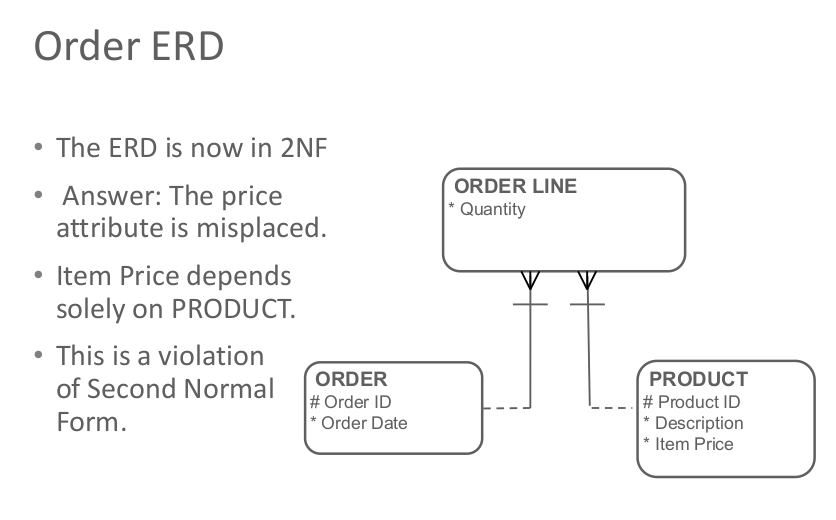 Order ERD
• The ERD is now in 2NF
• Answer: The price
attribute is misplaced.
• Item Price depends
solely on PRODUCT.
• This is a violation
of Second Normal
Form.
ORDER LINE
* Quantity
ORDER
# Order ID
* Order Date
PRODUCT
# Product ID
* Description
* Item Price